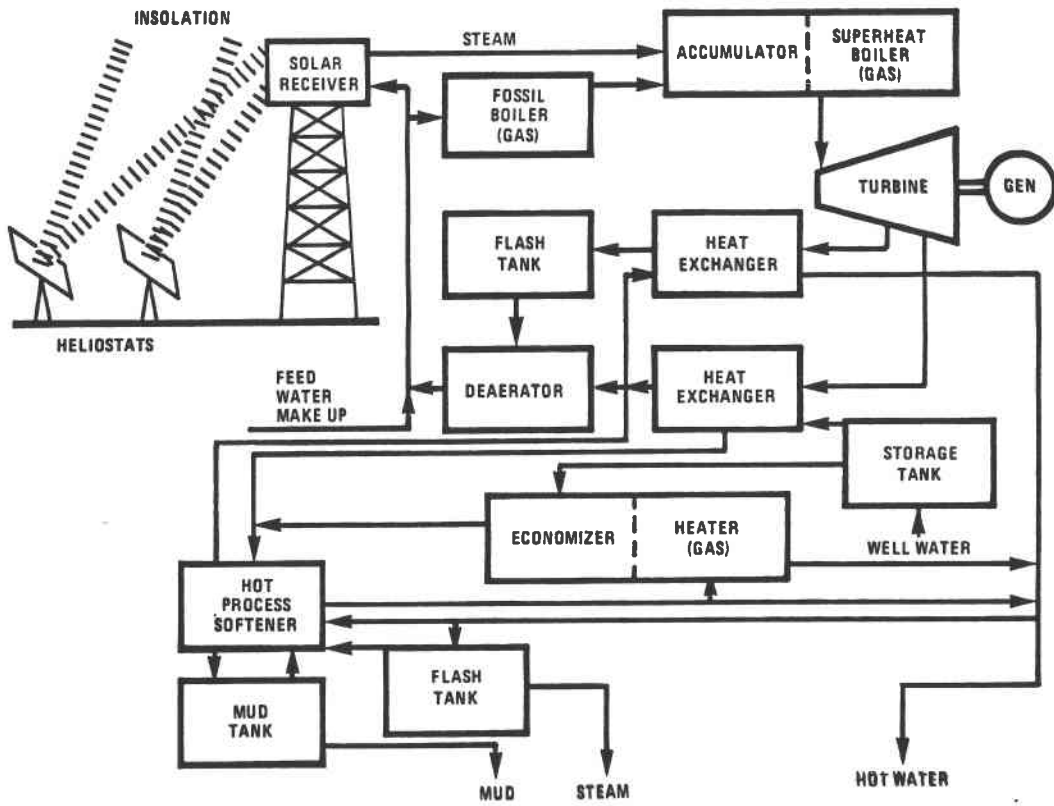 INSOLATION
SOLAR
RECEIVER
STEAM
ACCUMULATOR
SUPERHEAT
BOILER
(GAS)
FOSSIL
BOILER
(GAS)
TURBINE
GEN
FLASH
TANK
HEAT
EXCHANGER
HELIOSTATS
FEED
WATER
MAKE UP
DEAERATOR
HEAT
EXCHANGER
STORAGE
TANK
ECONOMIZER
HEATER
(GAS)
WELL WATER
HOT
PROCESS
SOFTENER
FLASH
TANK
MUD
TANK
MUD
STEAM
HOT WATER